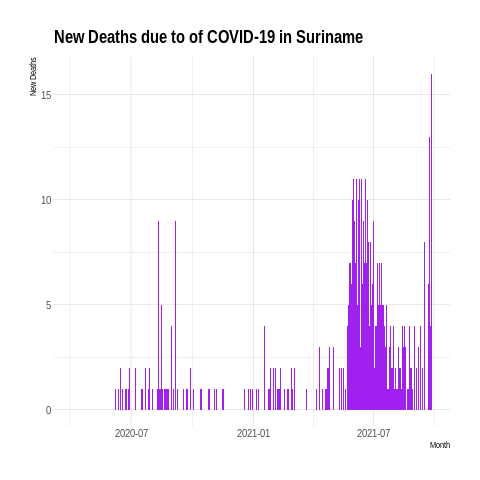 New Deaths due to of COVID-19 in Suriname
New Deaths
15
10
5
0
2020-07
2021-01
2021-07
Month